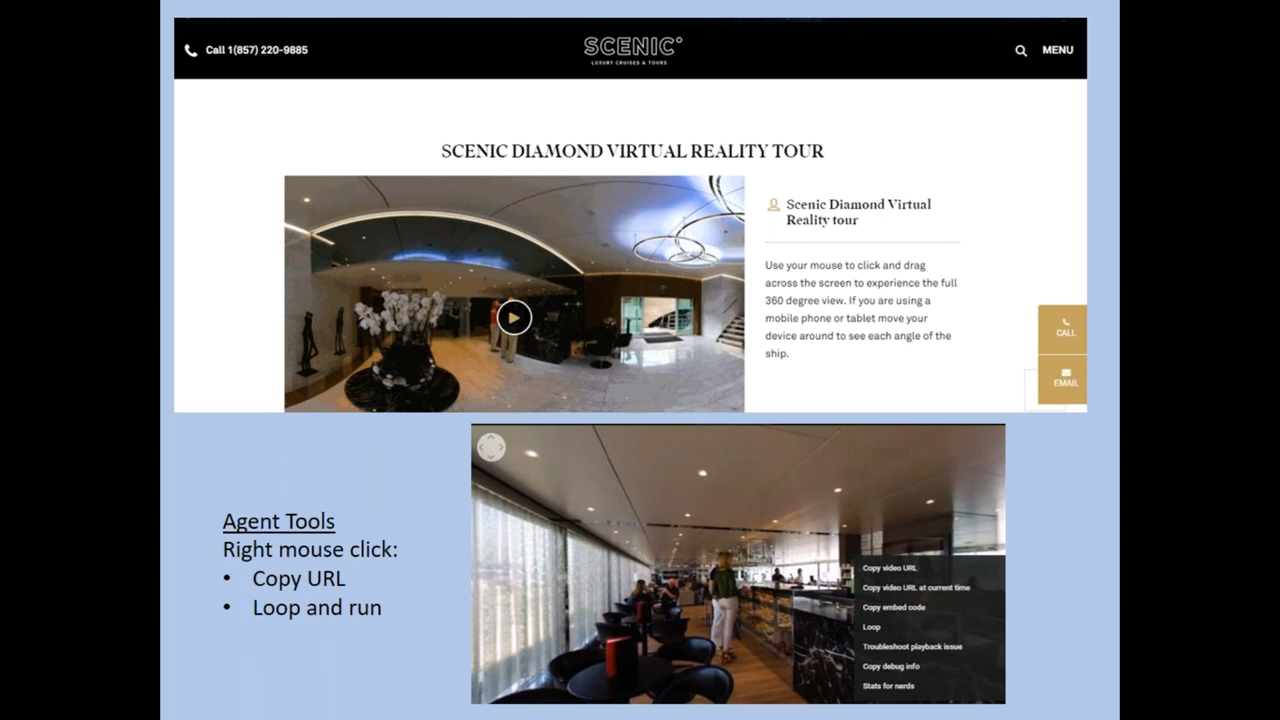 Call 1(857) 220-9885
SCENIC°
LUXURY CRUISES & TOURS
MENU
SCENIC DIAMOND VIRTUAL REALITY TOUR
Scenic Diamond Virtual
Reality tour
Use your mouse to click and drag
across the screen to experience the full
360 degree view. If you are using a
mobile phone or tablet move your
device around to see each angle of the
ship.
CALL
EMAIL
Agent Tools
Right mouse click:
• Copy URL
• Loop and run
Copy video URL
Copy video URL at current time
Copy embed code
Loop
Troubleshoot playback issue
Copy debug info
Stats for nerds